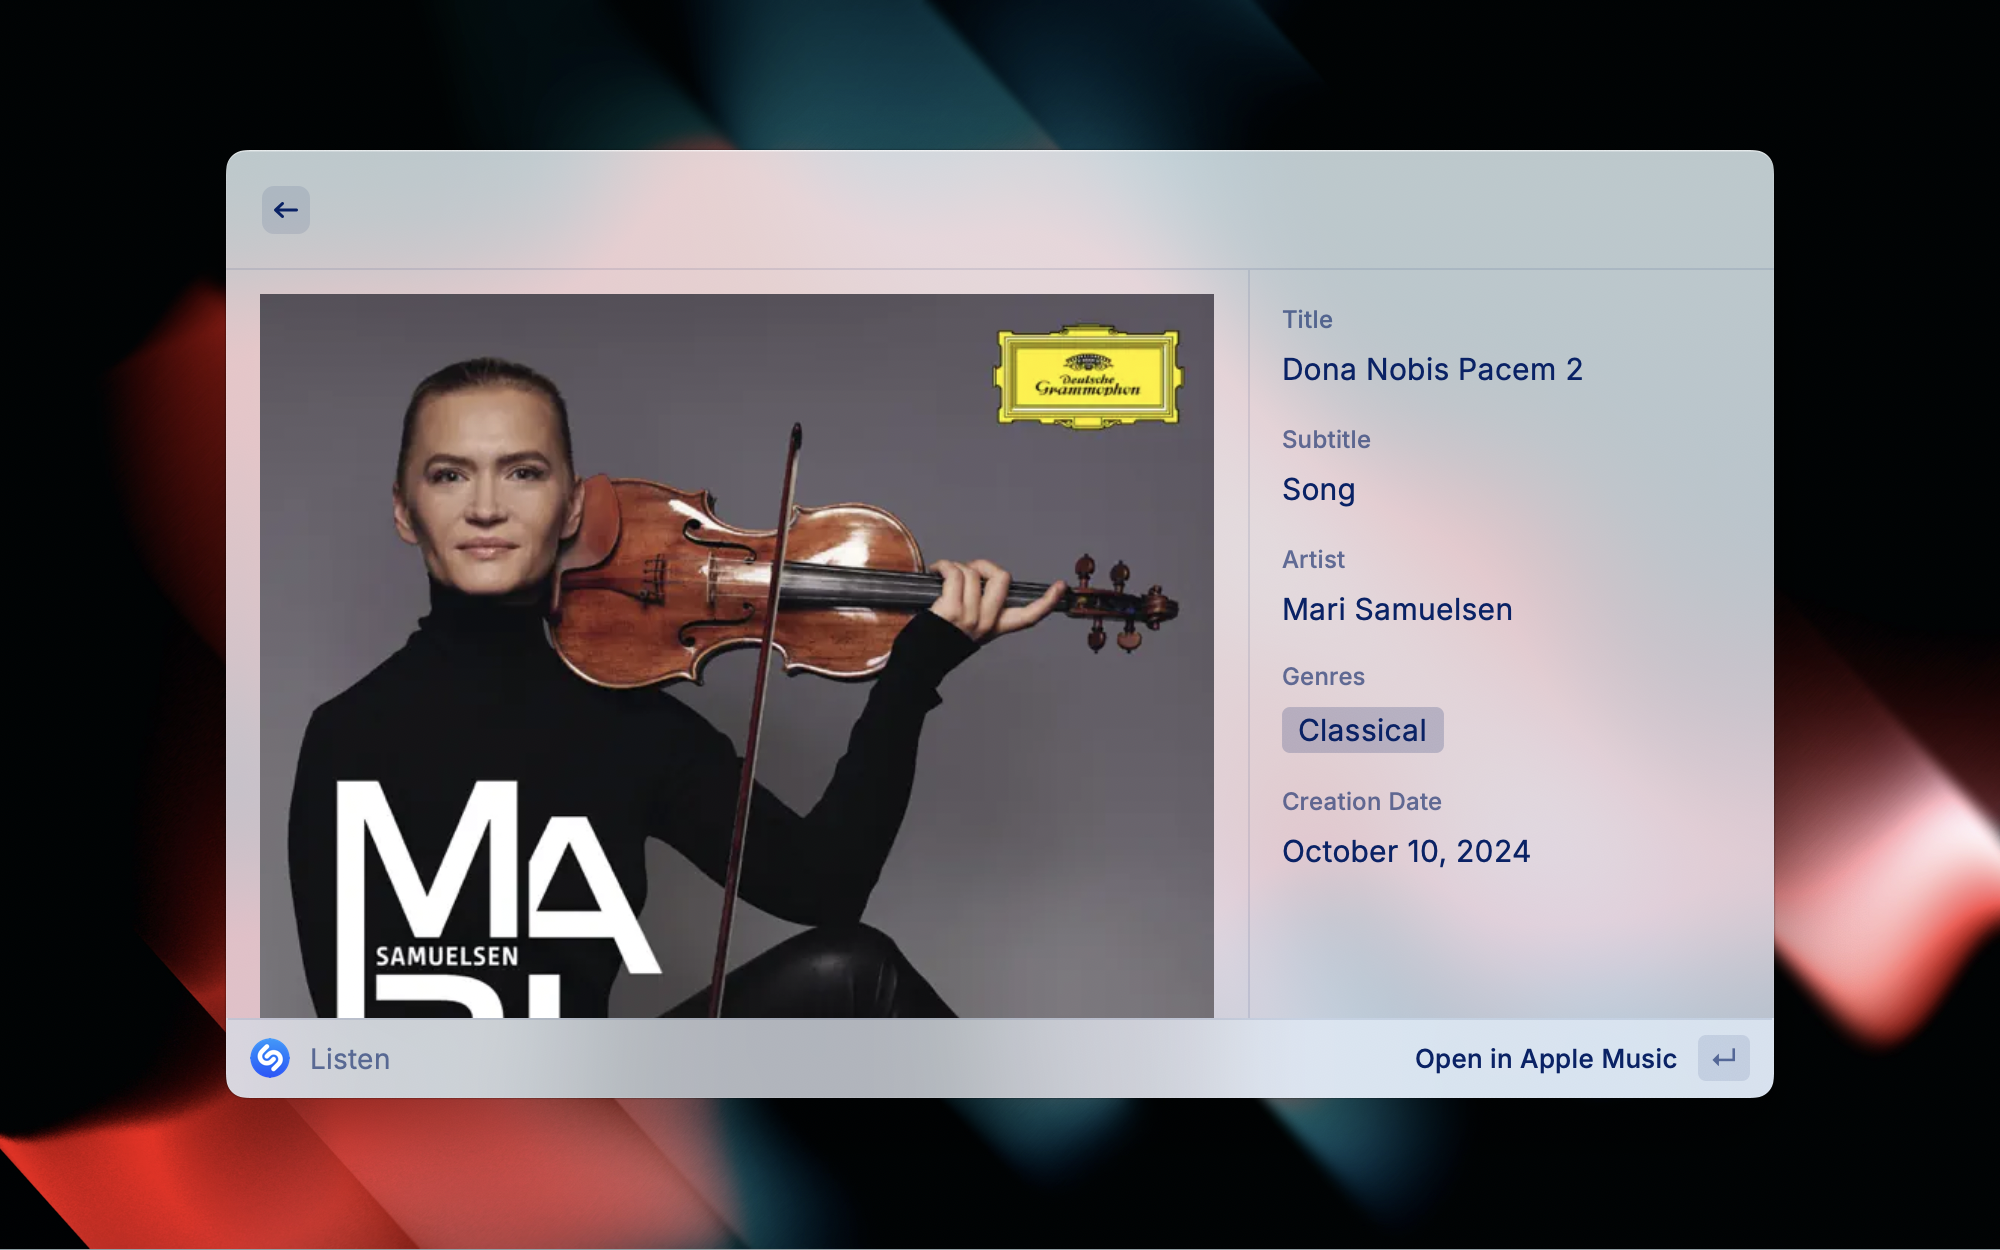 Deutsche
Grammophon
MA
SAMUELSEN
Title
Dona Nobis Pacem 2
Subtitle
Song
Artist
Mari Samuelsen
Genres
Classical
Creation Date
October 10, 2024
Listen
Open in Apple Music